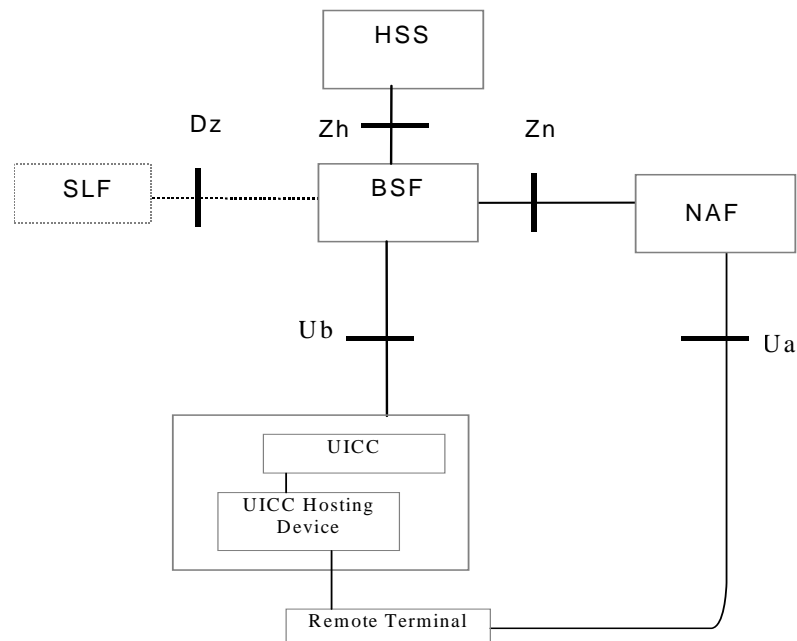 HSS
Dz
Zh
Zn
SLF
BSF
NAF
Ub
Ua
UICC
UICC Hosting
Device
Remote Terminal